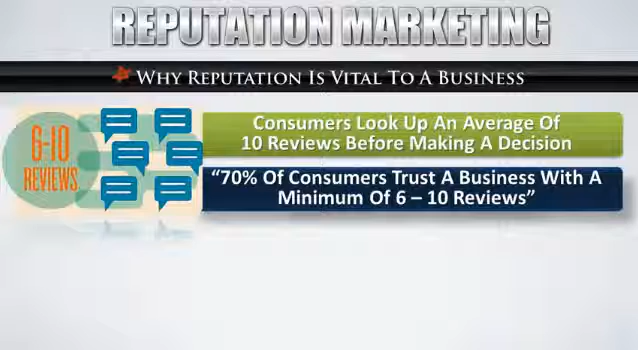 REPUTATION MARKETING
WHY REPUTATION IS VITAL TO A BUSINESS
6-10
REVIEWS
Consumers Look Up An Average Of
10 Reviews Before Making A Decision
“70% Of Consumers Trust A Business With A
Minimum Of 6 – 10 Reviews”